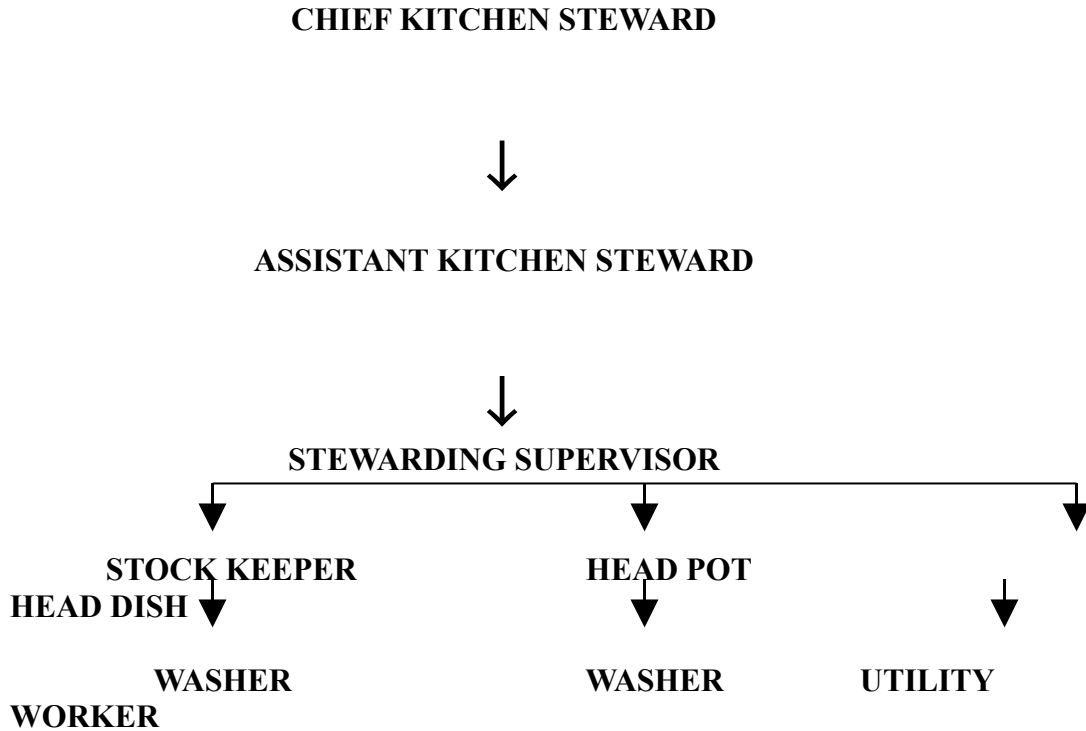 CHIEF KITCHEN STEWARD
ASSISTANT KITCHEN STEWARD
STEWARDING SUPERVISOR
STOCK KEEPER HEAD POT
HEAD DISH
WASHER WASHER UTILITY
WORKER